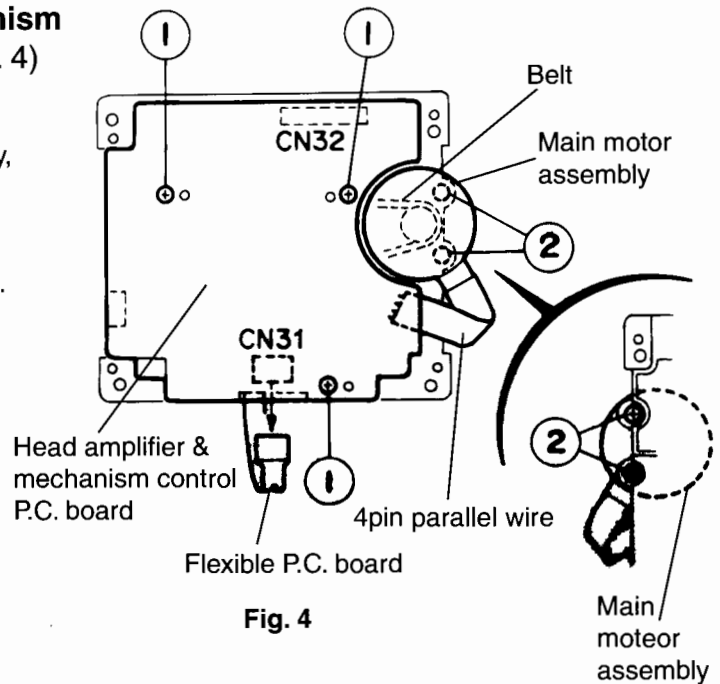 nism
. 4)
y,
.
1
1
Belt
CN32
Main motor
assembly
2
CN31
2
Head amplifier &
mechanism control
P.C. board
1
4pin parallel wire
Flexible P.C. board
Fig. 4
Main
moteor
assembly